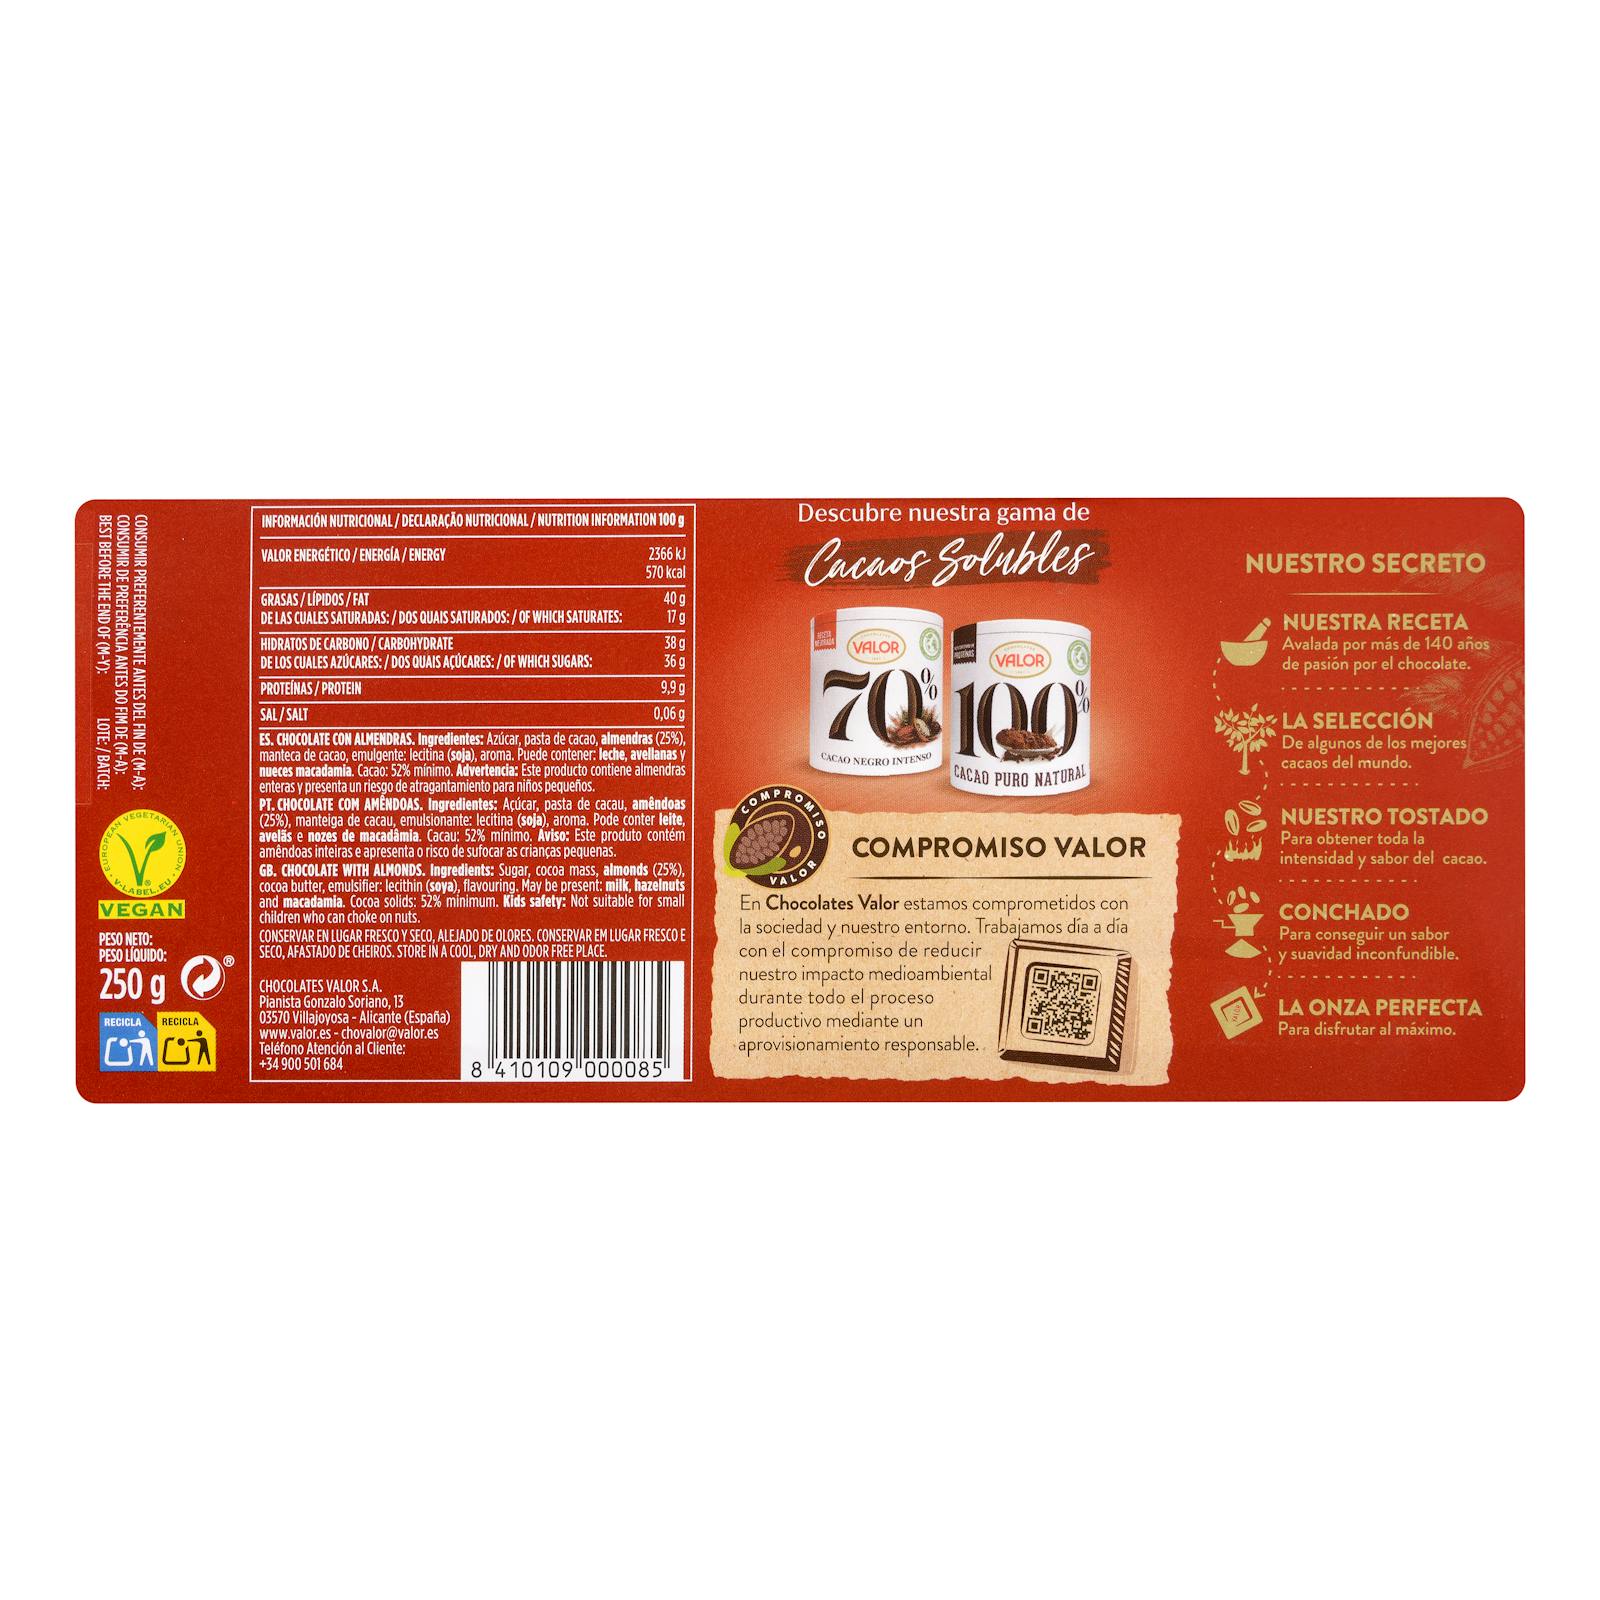 CONSUMIR PREFERENTEMENTE ANTES DEL FIN DE (M-A):
CONSUMIR DE PREFERÊNCIA ANTES DO FIM DE (M-A):
BEST BEFORE THE END OF (M-Y): LOTE: / BATCH:
EUROPEAN VEGETARIAN UNION
V-LABEL.EU
VEGAN
PESO NETO:
PESO LÍQUIDO:
250 g
RECICLA
RECICLA
INFORMACIÓN NUTRICIONAL / DECLARAÇÃO NUTRICIONAL / NUTRITION INFORMATION 100 g
VALOR ENERGÉTICO / ENERGÍA / ENERGY 2366 kJ
570 kcal
GRASAS / LÍPIDOS / FAT 40 g
DE LAS CUALES SATURADAS: / DOS QUAIS SATURADOS: / OF WHICH SATURATES: 17 g
HIDRATOS DE CARBONO / CARBOHYDRATE 38 g
DE LOS CUALES AZÚCARES: / DOS QUAIS AÇÚCARES: / OF WHICH SUGARS: 36 g
PROTEÍNAS / PROTEIN 9,9 g
SAL / SALT 0,06 g
ES. CHOCOLATE CON ALMENDRAS. Ingredientes: Azúcar, pasta de cacao, almendras (25%),
manteca de cacao, emulgente: lecitina (soja), aroma. Puede contener: leche, avellanas y
nueces macadamia. Cacao: 52% mínimo. Advertencia: Este producto contiene almendras
enteras y presenta un riesgo de atragantamiento para niños pequeños.
PT. CHOCOLATE COM AMÊNDOAS. Ingredientes: Açúcar, pasta de cacau, amêndoas
(25%), manteiga de cacau, emulsionante: lecitina (soja), aroma. Pode conter leite,
avelãs e nozes de macadâmia. Cacau: 52% mínimo. Aviso: Este produto contém
amêndoas inteiras e apresenta o risco de sufocar as crianças pequenas.
GB. CHOCOLATE WITH ALMONDS. Ingredients: Sugar, cocoa mass, almonds (25%),
cocoa butter, emulsifier: lecithin (soya), flavouring. May be present: milk, hazelnuts
and macadamia. Cocoa solids: 52% minimum. Kids safety: Not suitable for small
children who can choke on nuts.
CONSERVAR EN LUGAR FRESCO Y SECO, ALEJADO DE OLORES. CONSERVAR EM LUGAR FRESCO E
SECO, AFASTADO DE CHEIROS. STORE IN A COOL, DRY AND ODOR FREE PLACE.
CHOCOLATES VALOR S.A.
Pianista Gonzalo Soriano, 13
03570 Villajoyosa - Alicante (España)
www.valor.es - chovalor@valor.es
Teléfono Atención al Cliente:
+34 900 501 684
8 410109 000085
Descubre nuestra gama de
Cacaos Solubles
RECETA MEJORADA
VALOR
70%
CACAO NEGRO INTENSO
VALOR
100%
CACAO PURO NATURAL
COMPROMISO VALOR
COMPROMISO VALOR
En Chocolates Valor estamos comprometidos con
la sociedad y nuestro entorno. Trabajamos día a día
con el compromiso de reducir
nuestro impacto medioambiental
durante todo el proceso
productivo mediante un
aprovisionamiento responsable.
NUESTRO SECRETO
NUESTRA RECETA
Avalada por más de 140 años
de pasión por el chocolate.
LA SELECCIÓN
De algunos de los mejores
cacaos del mundo.
NUESTRO TOSTADO
Para obtener toda la
intensidad y sabor del cacao.
CONCHADO
Para conseguir un sabor
y suavidad inconfundible.
VALOR
LA ONZA PERFECTA
Para disfrutar al máximo.